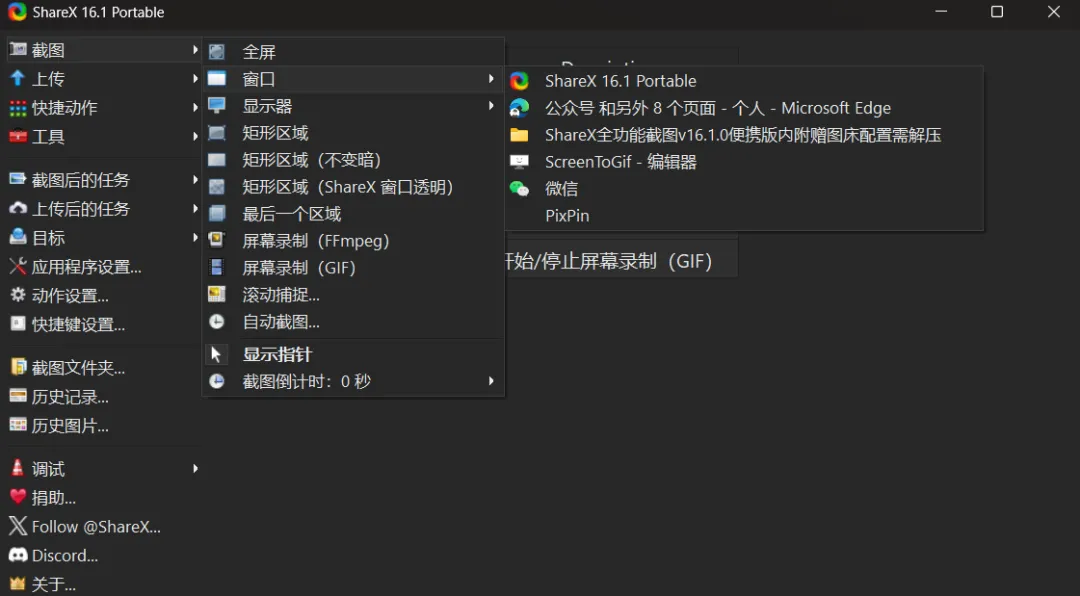 ShareX 16.1 Portable
截图
上传
快捷动作
工具
截图后的任务
上传后的任务
目标
应用程序设置...
动作设置...
快捷键设置...
截图文件夹...
历史记录...
历史图片...
调试
捐助...
Follow @ShareX...
Discord...
关于...
全屏
窗口
显示器
矩形区域
矩形区域（不变暗）
矩形区域（ShareX 窗口透明）
最后一个区域
屏幕录制（FFmpeg）
屏幕录制（GIF）
滚动捕捉...
自动截图...
显示指针
截图倒计时：0 秒
ShareX 16.1 Portable
公众号 和另外 8 个页面 - 个人 - Microsoft Edge
ShareX全功能截图v16.1.0便携版内附赠图床配置需解压
ScreenToGif - 编辑器
微信
PixPin
开始/停止屏幕录制（GIF）